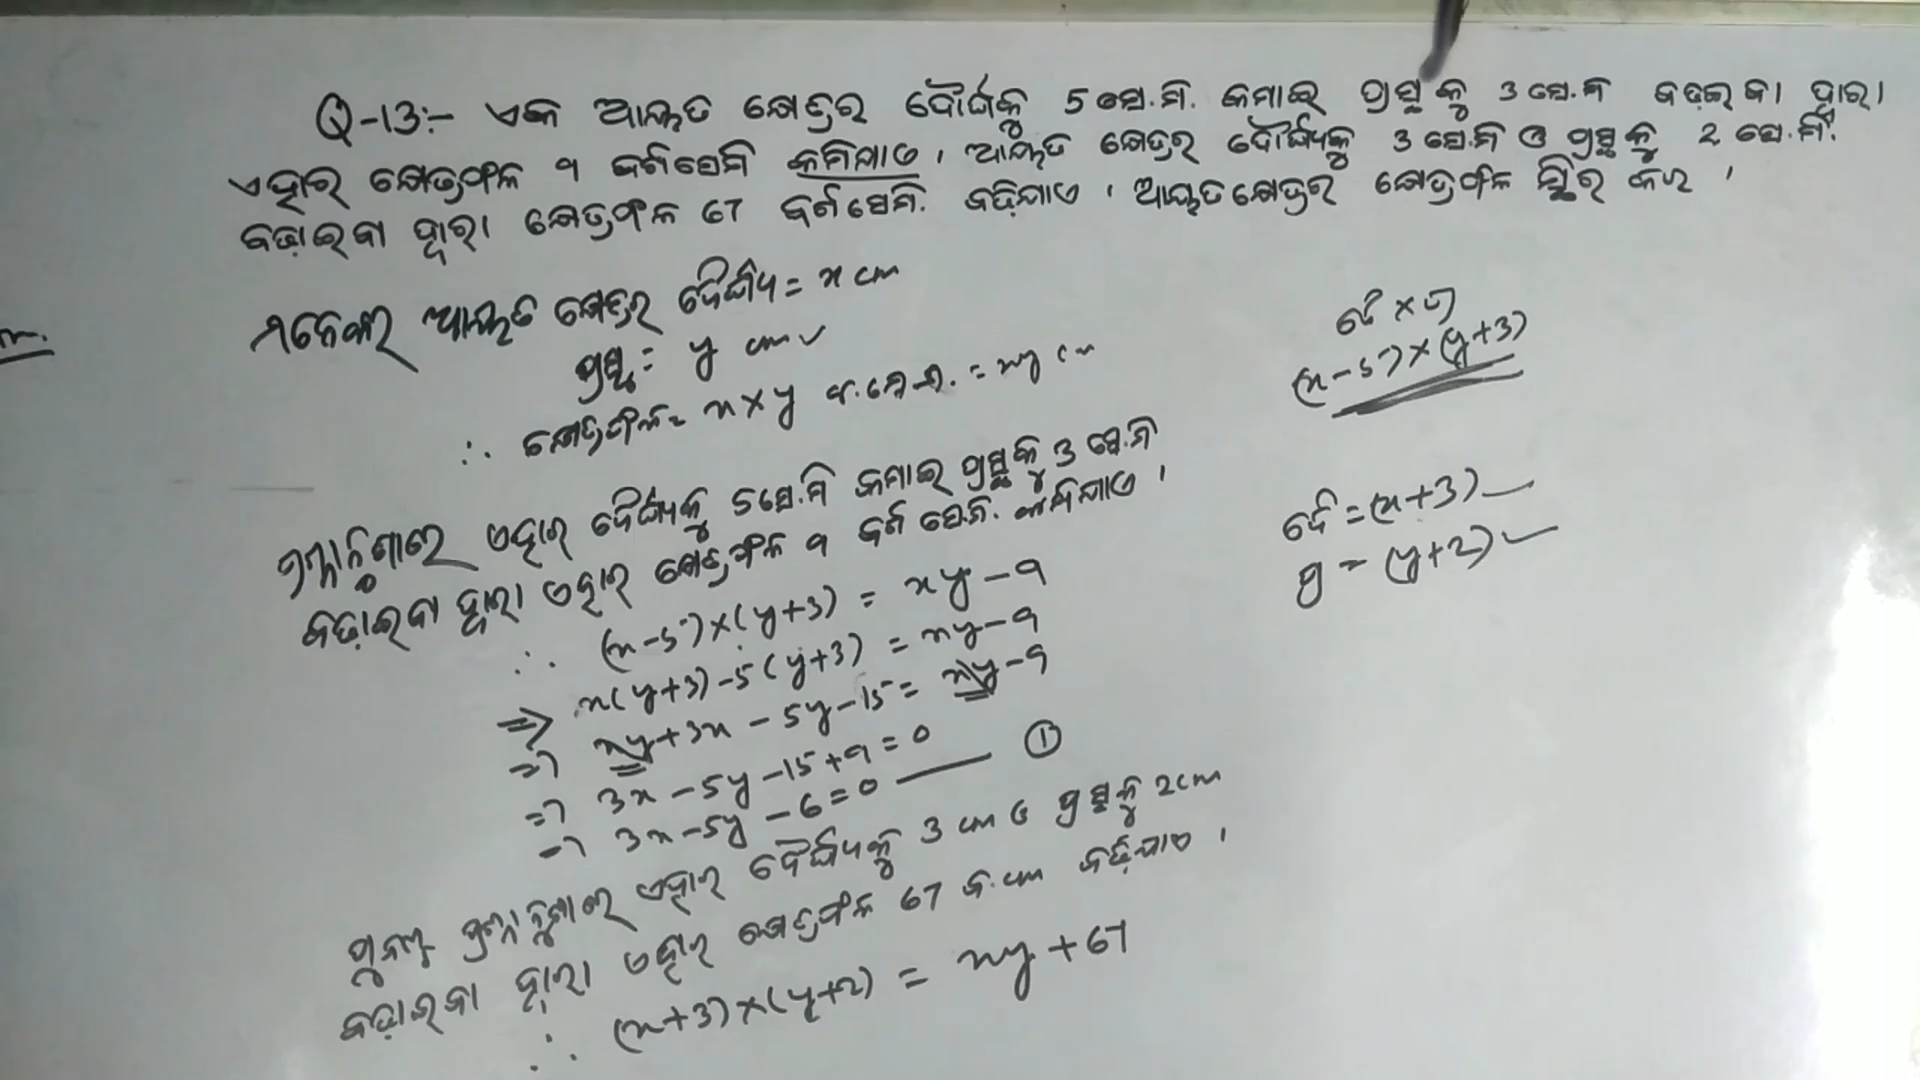 Q-13:- ଏକ ଆୟତ କ୍ଷେତ୍ରର ଦୈର୍ଘ୍ୟକୁ 5 ସେ.ମି. କମାଇ ପ୍ରସ୍ଥକୁ 3 ସେ.ମି ବଢ଼ାଇବା ଦ୍ୱାରା
ଏହାର କ୍ଷେତ୍ରଫଳ 9 ବର୍ଗସେମି କମିଯାଏ । ଆୟତ କ୍ଷେତ୍ରର ଦୈର୍ଘ୍ୟକୁ 3 ସେ.ମି ଓ ପ୍ରସ୍ଥକୁ 2 ସେ.ମି.
ବଢ଼ାଇବା ଦ୍ୱାରା କ୍ଷେତ୍ରଫଳ 67 ବର୍ଗସେମି. ବଢ଼ିଯାଏ । ଆୟତକ୍ଷେତ୍ରର କ୍ଷେତ୍ରଫଳ ସ୍ଥିର କର ।
ମନେକର ଆୟତ କ୍ଷେତ୍ରର ଦୈର୍ଘ୍ୟ = x cm
ପ୍ରସ୍ଥ = y cm
∴ କ୍ଷେତ୍ରଫଳ = x × y ବ.ସେ.ମି. = xy cm
ପ୍ରଶ୍ନାନୁସାରେ ଏହାର ଦୈର୍ଘ୍ୟକୁ 5 ସେ.ମି କମାଇ ପ୍ରସ୍ଥକୁ 3 ସେ.ମି
ବଢ଼ାଇବା ଦ୍ୱାରା ଏହାର କ୍ଷେତ୍ରଫଳ 9 ବର୍ଗ ସେ.ମି. କମିଯାଏ ।
∴ (x-5)×(y+3) = xy-9
⇒ x(y+3)-5(y+3) = xy-9
⇒ xy+3x-5y-15 = xy-9
⇒ 3x-5y-15+9=0
⇒ 3x-5y-6=0 —— ①
ପୁନଶ୍ଚ ପ୍ରଶ୍ନାନୁସାରେ ଏହାର ଦୈର୍ଘ୍ୟକୁ 3 cm ଓ ପ୍ରସ୍ଥକୁ 2cm
ବଢ଼ାଇବା ଦ୍ୱାରା ଏହାର କ୍ଷେତ୍ରଫଳ 67 ବ.cm ବଢ଼ିଯାଏ ।
∴ (x+3)×(y+2) = xy+67
ଦୈ × ପ୍ର
(x-5)×(y+3)
ଦୈ = (x+3)
ପ୍ର = (y+2)